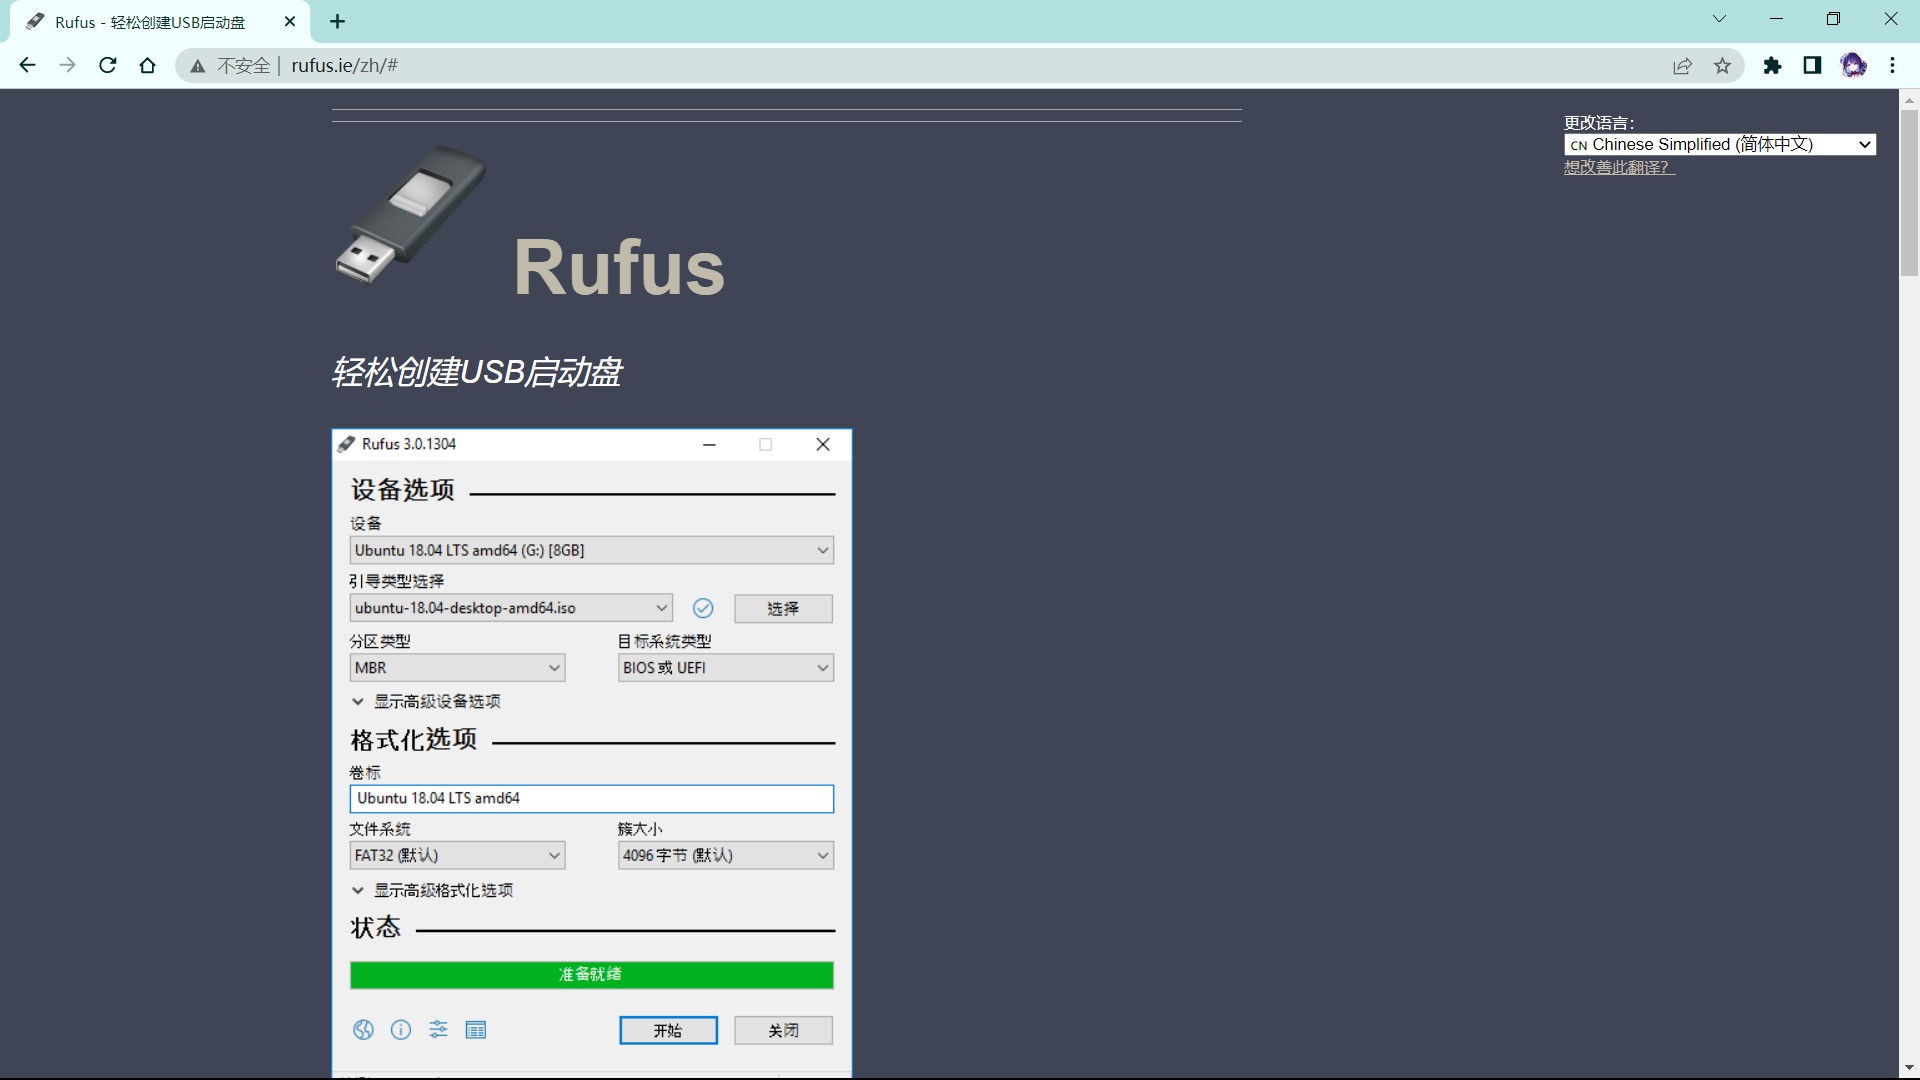 Rufus - 轻松创建USB启动盘
不安全 | rufus.ie/zh/#
更改语言：
CN Chinese Simplified (简体中文)
想改善此翻译？
Rufus
轻松创建USB启动盘
Rufus 3.0.1304
设备选项
设备
Ubuntu 18.04 LTS amd64 (G:) [8GB]
引导类型选择
ubuntu-18.04-desktop-amd64.iso 选择
分区类型 目标系统类型
MBR BIOS 或 UEFI
显示高级设备选项
格式化选项
卷标
Ubuntu 18.04 LTS amd64
文件系统 簇大小
FAT32 (默认) 4096 字节 (默认)
显示高级格式化选项
状态
准备就绪
开始 关闭